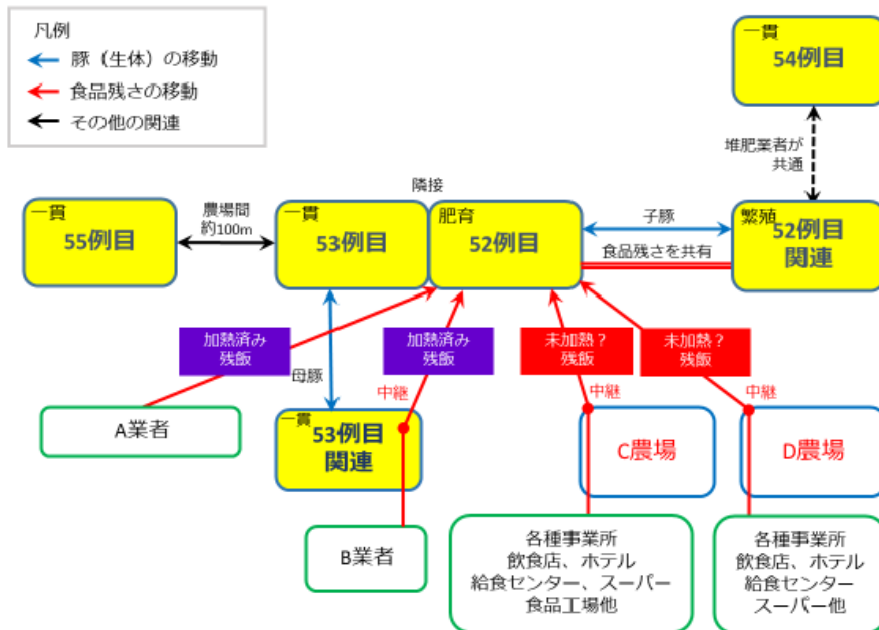 凡例
豚（生体）の移動
食品残さの移動
その他の関連
一貫
54例目
堆肥業者が
共通
隣接
一貫
55例目
農場間
約100m
一貫
53例目
肥育
52例目
子豚
食品残さを共有
繁殖
52例目
関連
加熱済み
残飯
加熱済み
残飯
未加熱？
残飯
未加熱？
残飯
母豚
中継
中継
中継
A業者
一貫
53例目
関連
C農場
D農場
B業者
各種事業所
飲食店、ホテル
給食センター、スーパー
食品工場他
各種事業所
飲食店、ホテル
給食センター
スーパー他